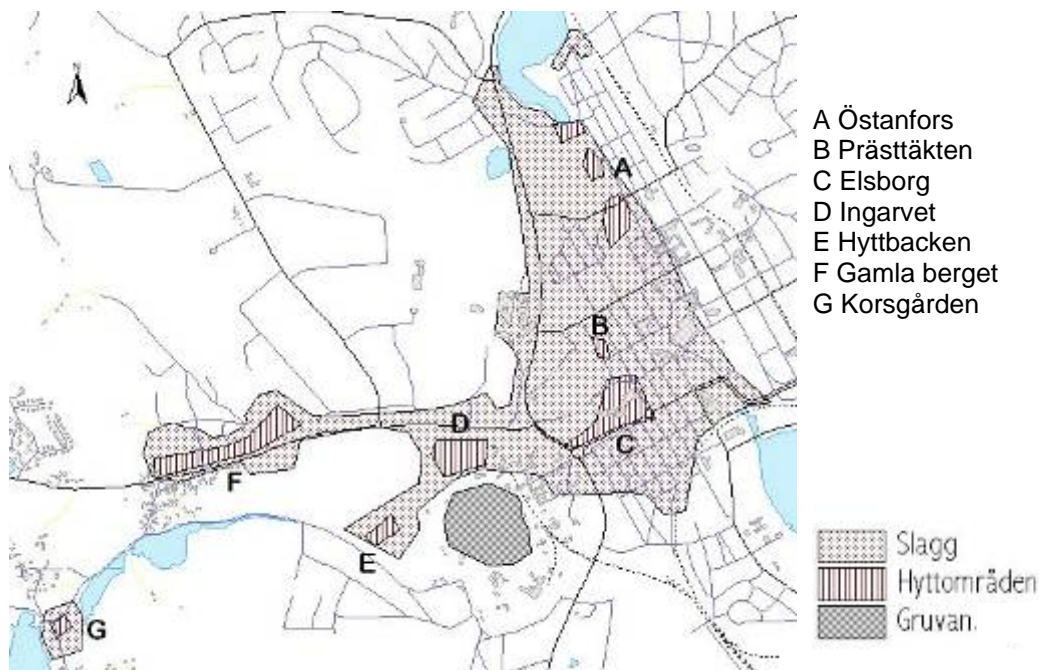 A Östanfors
B Prästtäkten
C Elsborg
D Ingarvet
E Hyttbacken
F Gamla berget
G Korsgården
A
B
D
C
F
E
G
Slagg
Hyttområden
Gruvan.